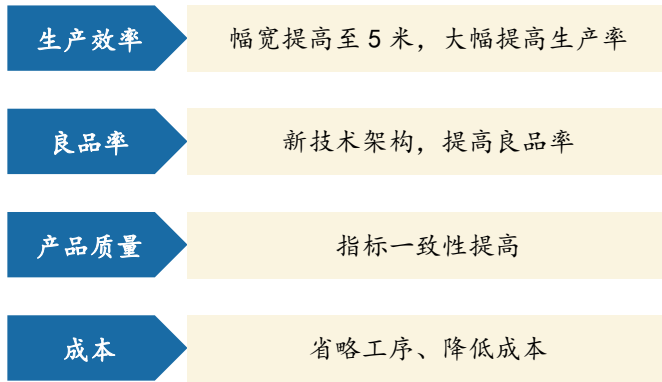 生产效率
幅宽提高至 5 米，大幅提高生产率
良品率
新技术架构，提高良品率
产品质量
指标一致性提高
成本
省略工序、降低成本